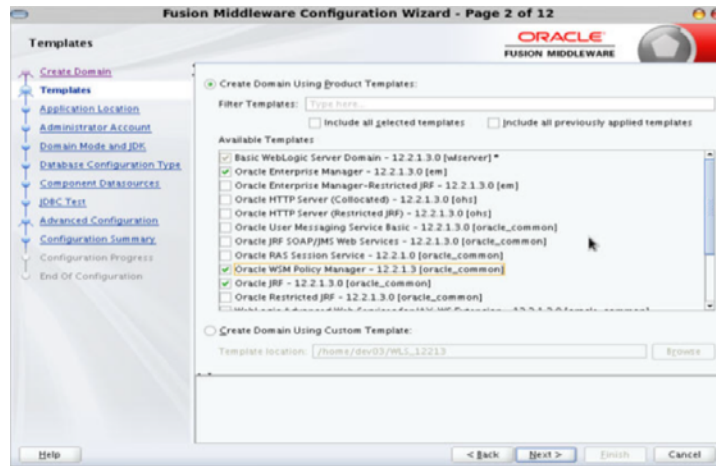 Fusion Middleware Configuration Wizard - Page 2 of 12
Templates
ORACLE
FUSION MIDDLEWARE
Create Domain
Templates
Application Location
Administrator Account
Domain Mode and JDK
Database Configuration Type
Component Datasources
JDBC Test
Advanced Configuration
Configuration Summary
Configuration Progress
End Of Configuration
Create Domain Using Product Templates:
Filter Templates: Type here...
Include all selected templates Include all previously applied templates
Available Templates
Basic WebLogic Server Domain - 12.2.1.3.0 [wlserver] *
Oracle Enterprise Manager - 12.2.1.3.0 [em]
Oracle Enterprise Manager-Restricted JRF - 12.2.1.3.0 [em]
Oracle HTTP Server (Collocated) - 12.2.1.3.0 [ohs]
Oracle HTTP Server (Restricted JRF) - 12.2.1.3.0 [ohs]
Oracle User Messaging Service Basic - 12.2.1.3.0 [oracle_common]
Oracle JRF SOAP/JMS Web Services - 12.2.1.3.0 [oracle_common]
Oracle RAS Session Service - 12.2.1.0 [oracle_common]
Oracle WSM Policy Manager - 12.2.1.3 [oracle_common]
Oracle JRF - 12.2.1.3.0 [oracle_common]
Oracle Restricted JRF - 12.2.1.3.0 [oracle_common]
Create Domain Using Custom Template:
Template location: /home/dev03/WLS_12213 Browse
Help < Back Next > Finish Cancel